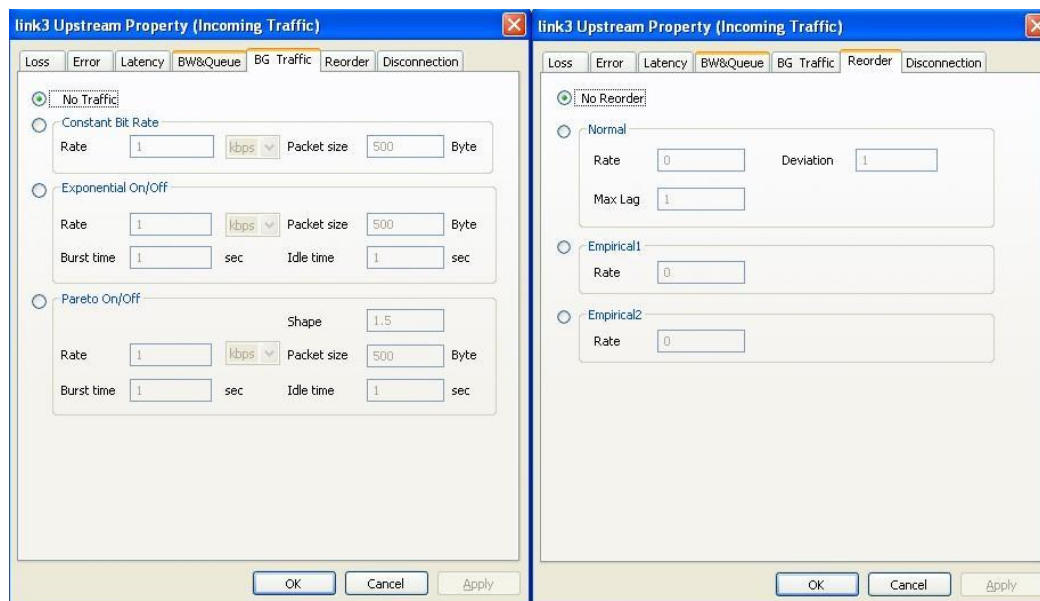 link3 Upstream Property (Incoming Traffic)
Loss Error Latency BW&Queue BG Traffic Reorder Disconnection
No Traffic
Constant Bit Rate
Rate 1 kbps Packet size 500 Byte
Exponential On/Off
Rate 1 kbps Packet size 500 Byte
Burst time 1 sec Idle time 1 sec
Pareto On/Off
Shape 1.5
Rate 1 kbps Packet size 500 Byte
Burst time 1 sec Idle time 1 sec
OK Cancel Apply
link3 Upstream Property (Incoming Traffic)
Loss Error Latency BW&Queue BG Traffic Reorder Disconnection
No Reorder
Normal
Rate 0 Deviation 1
Max Lag 1
Empirical1
Rate 0
Empirical2
Rate 0
OK Cancel Apply